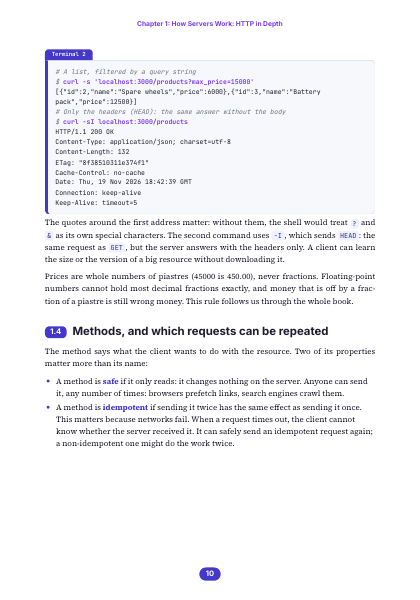 Chapter 1: How Servers Work: HTTP in Depth
Terminal 2
# A list, filtered by a query string
$ curl -s 'localhost:3000/products?max_price=15000'
[{"id":2,"name":"Spare wheels","price":6000},{"id":3,"name":"Battery
pack","price":12500}]
# Only the headers (HEAD): the same answer without the body
$ curl -sI localhost:3000/products
HTTP/1.1 200 OK
Content-Type: application/json; charset=utf-8
Content-Length: 132
ETag: "8f38510311e374f1"
Cache-Control: no-cache
Date: Thu, 19 Nov 2026 18:42:39 GMT
Connection: keep-alive
Keep-Alive: timeout=5
The quotes around the first address matter: without them, the shell would treat ? and
& as its own special characters. The second command uses -I, which sends HEAD: the
same request as GET, but the server answers with the headers only. A client can learn
the size or the version of a big resource without downloading it.
Prices are whole numbers of piastres (45000 is 450.00), never fractions. Floating-point
numbers cannot hold most decimal fractions exactly, and money that is off by a frac-
tion of a piastre is still wrong money. This rule follows us through the whole book.
1.4 Methods, and which requests can be repeated
The method says what the client wants to do with the resource. Two of its properties
matter more than its name:
• A method is safe if it only reads: it changes nothing on the server. Anyone can send
it, any number of times: browsers prefetch links, search engines crawl them.
• A method is idempotent if sending it twice has the same effect as sending it once.
This matters because networks fail. When a request times out, the client cannot
know whether the server received it. It can safely send an idempotent request again;
a non-idempotent one might do the work twice.
10